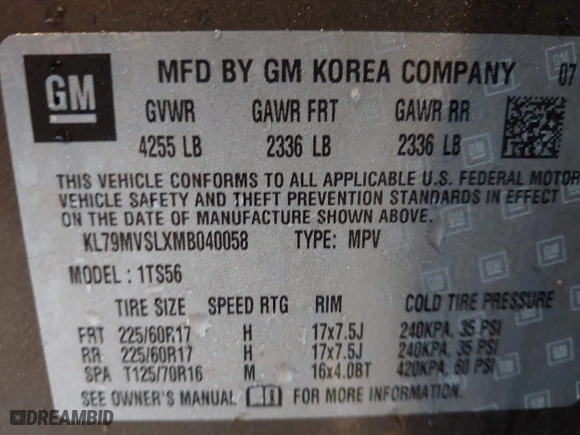 GM
MFD BY GM KOREA COMPANY 07
GVWR GAWR FRT GAWR RR
4255 LB 2336 LB 2336 LB
THIS VEHICLE CONFORMS TO ALL APPLICABLE U.S. FEDERAL MOTOR
VEHICLE SAFETY AND THEFT PREVENTION STANDARDS IN EFFECT
ON THE DATE OF MANUFACTURE SHOWN ABOVE.
KL79MVSLXMB040058 TYPE: MPV
MODEL: 1TS56
TIRE SIZE SPEED RTG RIM COLD TIRE PRESSURE
FRT 225/60R17 H 17x7.5J 240KPA, 35 PSI
RR 225/60R17 H 17x7.5J 240KPA, 35 PSI
SPA T125/70R16 M 16x4.0BT 420KPA, 60 PSI
SEE OWNER'S MANUAL FOR MORE INFORMATION.
DREAMBID